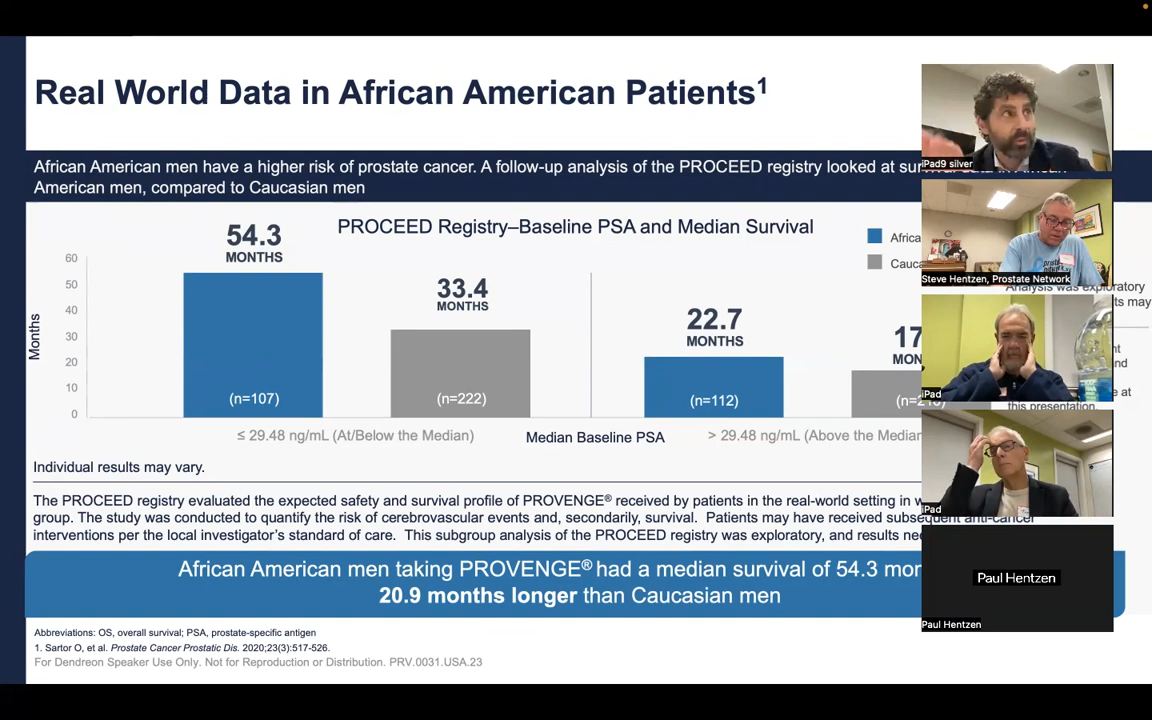 Real World Data in African American Patients¹
African American men have a higher risk of prostate cancer. A follow-up analysis of the PROCEED registry looked at
American men, compared to Caucasian men
PROCEED Registry–Baseline PSA and Median Survival
54.3
MONTHS
33.4
MONTHS
22.7
MONTHS
17
MON
60
50
40
30
20
10
0
Months
(n=107)
(n=222)
(n=112)
≤ 29.48 ng/mL (At/Below the Median)
Median Baseline PSA
> 29.48 ng/mL (Above the Median
Africa
Cauca
Analysis was exploratory
ts may
nt
nd
e at
this presentation.
Individual results may vary.
The PROCEED registry evaluated the expected safety and survival profile of PROVENGE® received by patients in the real-world setting in w
group. The study was conducted to quantify the risk of cerebrovascular events and, secondarily, survival. Patients may have received subsequent anti-cancer
interventions per the local investigator's standard of care. This subgroup analysis of the PROCEED registry was exploratory, and results nee
African American men taking PROVENGE® had a median survival of 54.3 mon
20.9 months longer than Caucasian men
Abbreviations: OS, overall survival; PSA, prostate-specific antigen
1. Sartor O, et al. Prostate Cancer Prostatic Dis. 2020;23(3):517-526.
For Dendreon Speaker Use Only. Not for Reproduction or Distribution. PRV.0031.USA.23
iPad9 silver
Steve Hentzen, Prostate Network
iPad
iPad
Paul Hentzen
Paul Hentzen